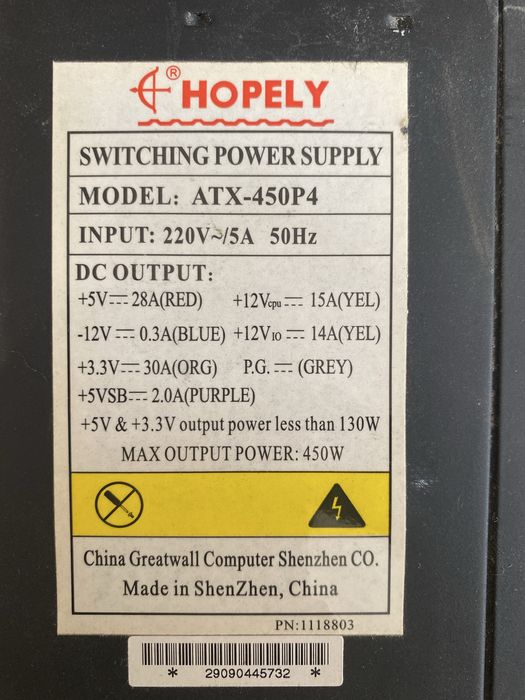 ® HOPELY
SWITCHING POWER SUPPLY
MODEL: ATX-450P4
INPUT: 220V~/5A 50Hz
DC OUTPUT:
+5V⎓28A(RED) +12Vcpu⎓15A(YEL)
-12V⎓0.3A(BLUE) +12VIO⎓14A(YEL)
+3.3V⎓30A(ORG) P.G.⎓(GREY)
+5VSB⎓2.0A(PURPLE)
+5V & +3.3V output power less than 130W
MAX OUTPUT POWER: 450W
China Greatwall Computer Shenzhen CO.
Made in ShenZhen, China
PN:1118803
* 29090445732 *